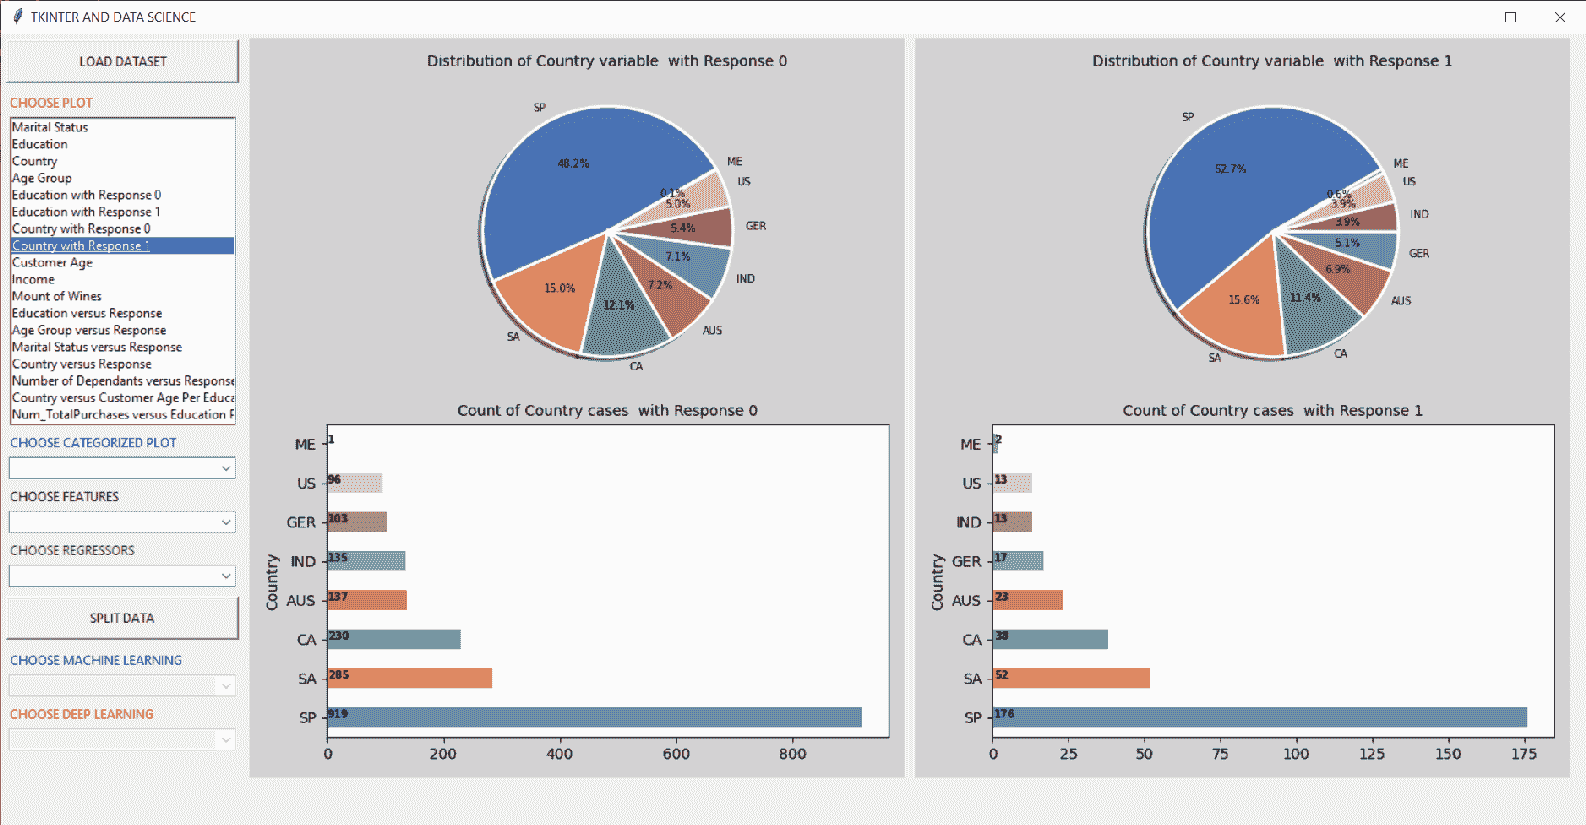 TKINTER AND DATA SCIENCE
LOAD DATASET
CHOOSE PLOT
Marital Status
Education
Country
Age Group
Education with Response 0
Education with Response 1
Country with Response 0
Country with Response 1
Customer Age
Income
Mount of Wines
Education versus Response
Age Group versus Response
Marital Status versus Response
Country versus Response
Number of Dependants versus Response
Country versus Customer Age Per Educa
Num_TotalPurchases versus Education P
CHOOSE CATEGORIZED PLOT
CHOOSE FEATURES
CHOOSE REGRESSORS
SPLIT DATA
CHOOSE MACHINE LEARNING
CHOOSE DEEP LEARNING
Distribution of Country variable with Response 0
SP
48.2%
ME
0.1%
US
5.0%
GER
5.4%
IND
7.1%
AUS
7.2%
CA
12.1%
SA
15.0%
Count of Country cases with Response 0
Country
ME 1
US 96
GER 103
IND 135
AUS 137
CA 230
SA 285
SP 919
0 200 400 600 800
Distribution of Country variable with Response 1
SP
52.7%
ME
0.6%
US
3.9%
IND
3.9%
GER
5.1%
AUS
6.9%
CA
11.4%
SA
15.6%
Count of Country cases with Response 1
Country
ME 2
US 13
IND 13
GER 17
AUS 23
CA 38
SA 52
SP 176
0 25 50 75 100 125 150 175